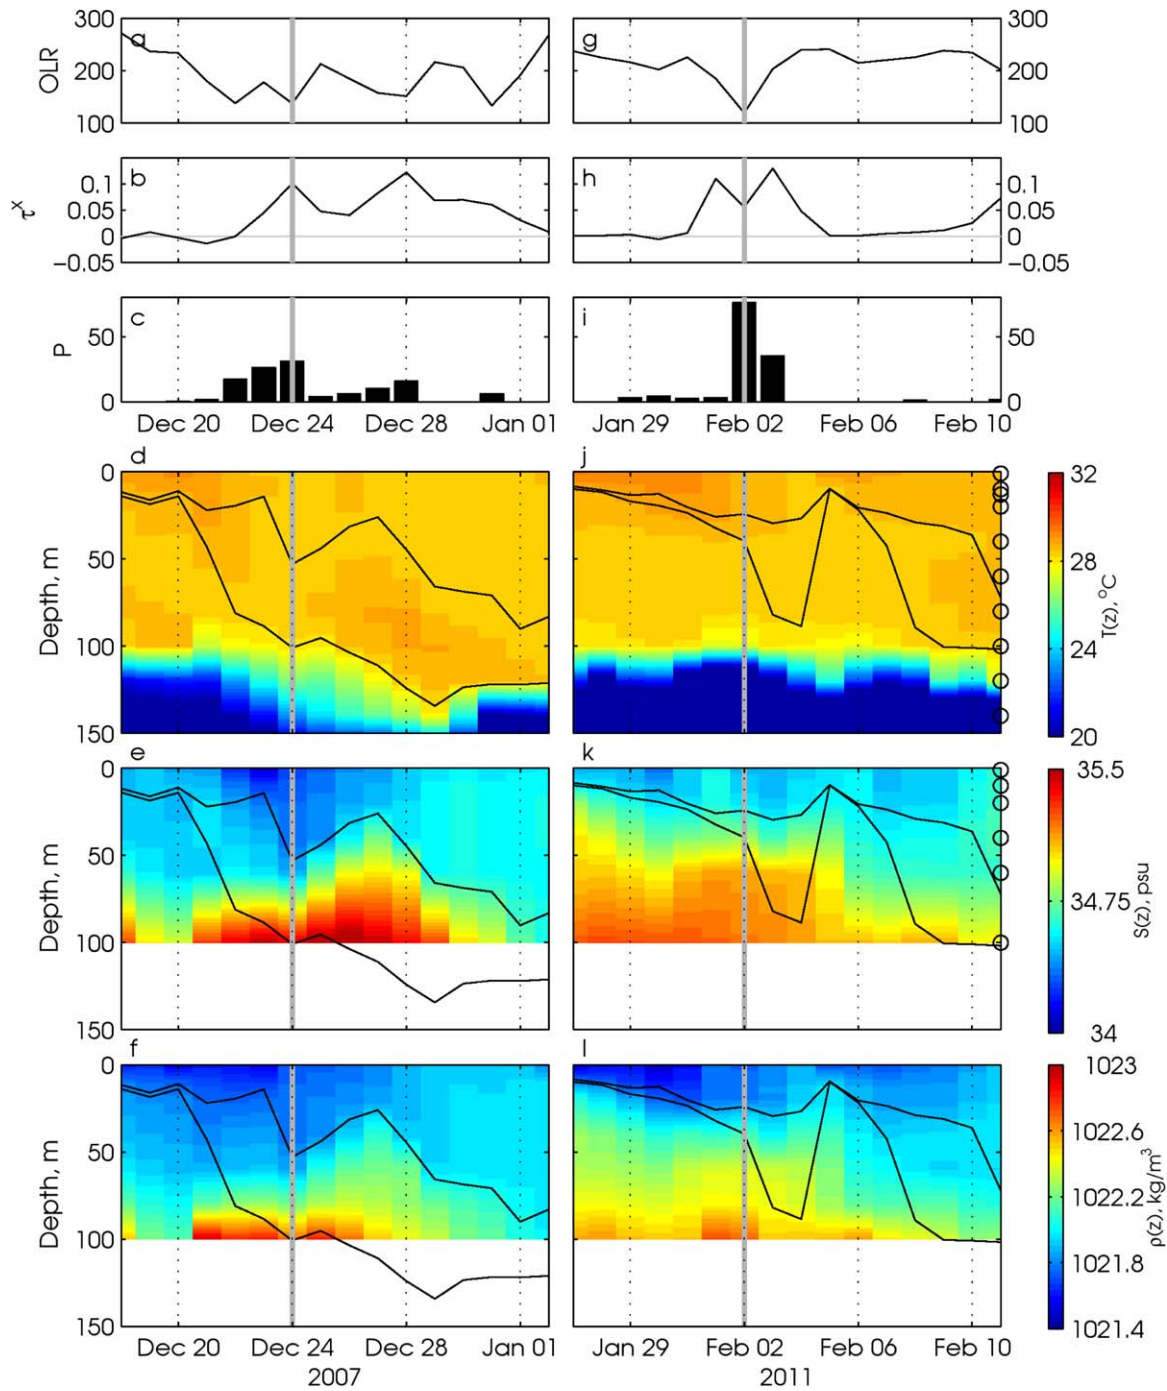 a
300
200
100
OLR
g
300
200
100
b
0.1
0.05
0
−0.05
τˣ
h
0.1
0.05
0
−0.05
c
50
0
P
i
50
0
Dec 20 Dec 24 Dec 28 Jan 01
Jan 29 Feb 02 Feb 06 Feb 10
d
0
50
100
150
Depth, m
j
32
28
24
20
T(z), °C
e
0
50
100
150
Depth, m
k
35.5
34.75
34
S(z), psu
f
0
50
100
150
Depth, m
l
1023
1022.6
1022.2
1021.8
1021.4
ρ(z), kg/m³
Dec 20 Dec 24 Dec 28 Jan 01
2007
Jan 29 Feb 02 Feb 06 Feb 10
2011